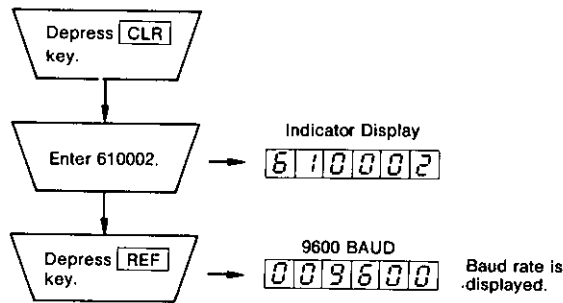 Depress CLR
key.
Enter 610002.
Indicator Display
610002
Depress REF
key.
9600 BAUD
009600
Baud rate is
displayed.